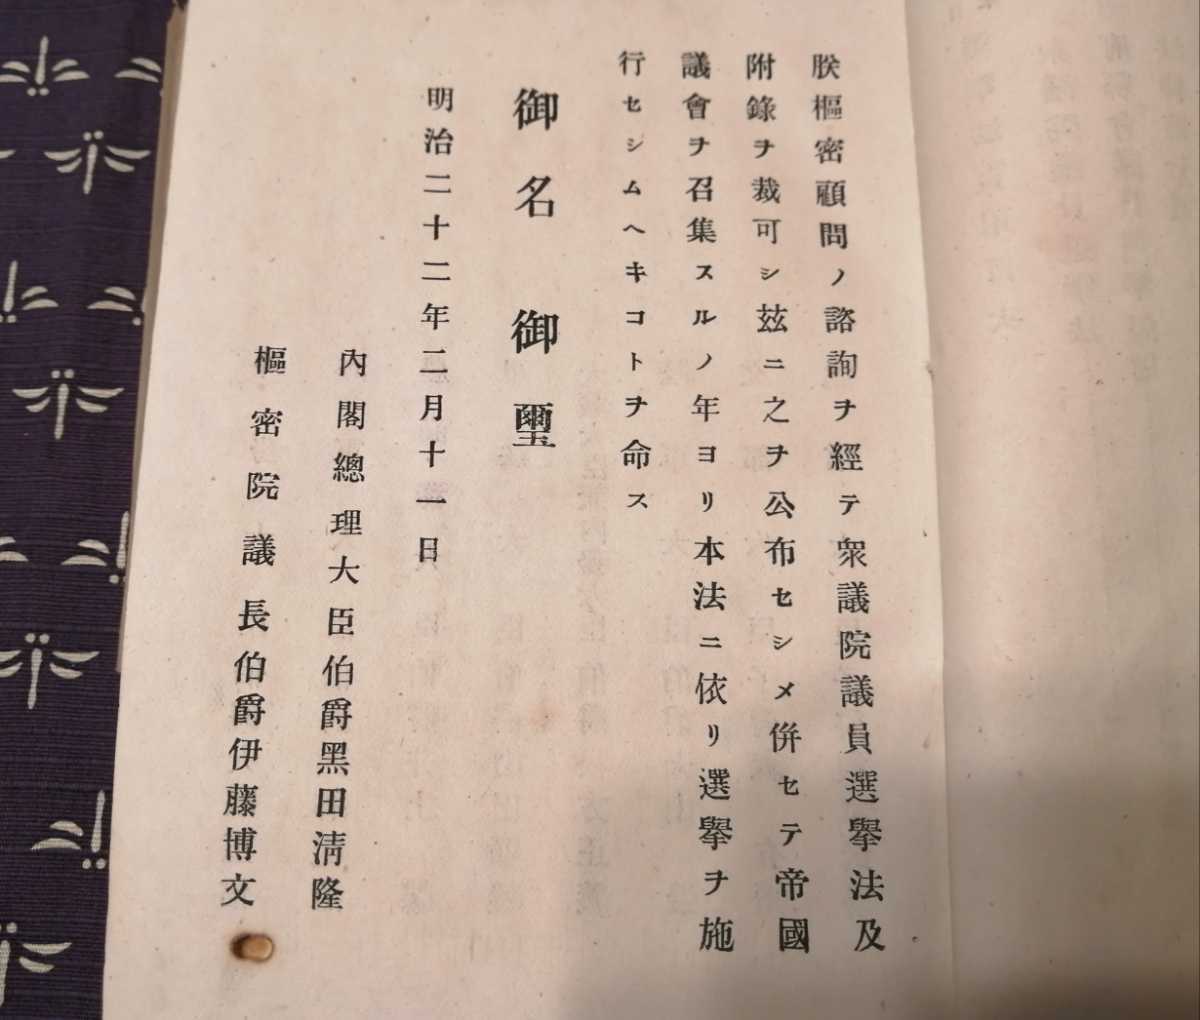 朕樞密顧問ノ諮詢ヲ經テ衆議院議員選擧法及
附錄ヲ裁可シ玆ニ之ヲ公布セシメ併セテ帝國
議會ヲ召集スルノ年ヨリ本法ニ依リ選擧ヲ施
行セシムヘキコトヲ命ス
御名御璽
明治二十二年二月十一日
內閣總理大臣伯爵黑田淸隆
樞密院議長伯爵伊藤博文